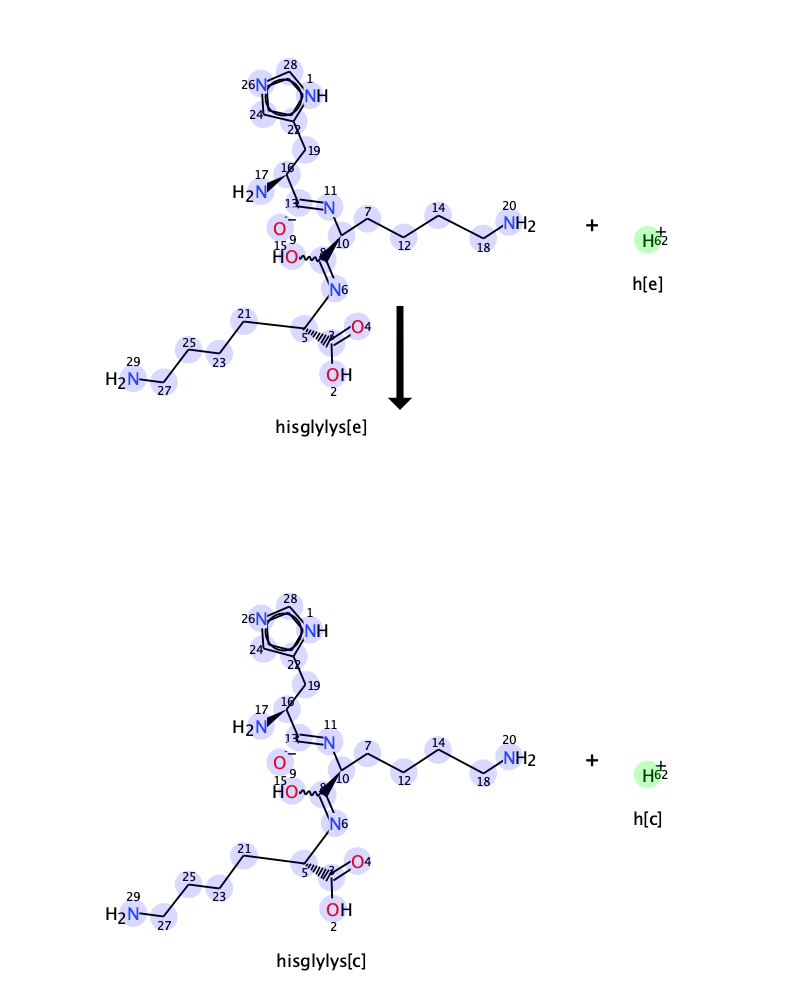 28
26 N
1
NH
24
22
19
16
17
H2N
13
11
N
O−
9
15
HO
8
10
7
12
14
18
20
NH2
N6
+
H+
62
h[e]
21
5
3
O4
25
23
29
H2N
27
OH
2
hisglylys[e]
28
26 N
1
NH
24
22
19
16
17
H2N
13
11
N
O−
9
15
HO
8
10
7
12
14
18
20
NH2
N6
+
H+
62
h[c]
21
5
3
O4
25
23
29
H2N
27
OH
2
hisglylys[c]